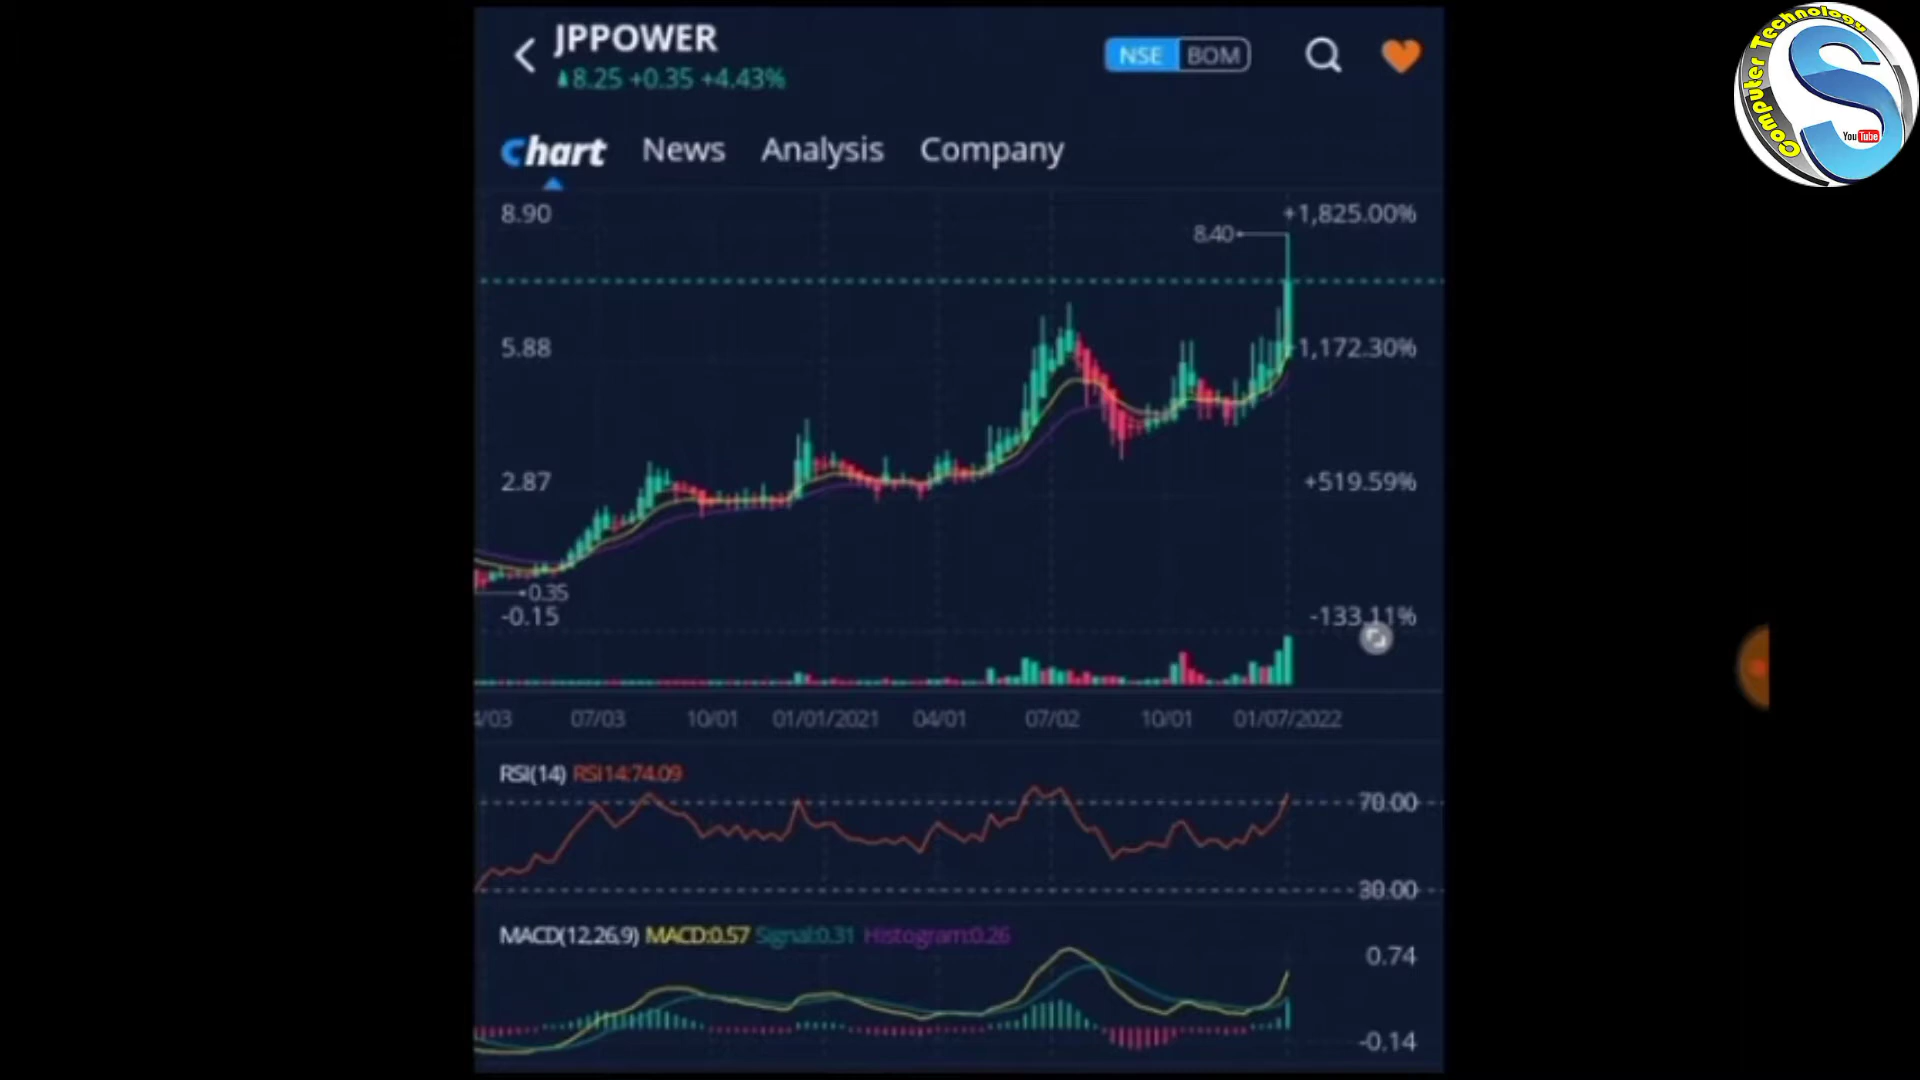 JPPOWER
8.25 +0.35 +4.43%
NSE BOM
Computer Technology
You Tube
Chart News Analysis Company
8.90 +1,825.00%
8.40
5.88 1,172.30%
2.87 +519.59%
0.35
-0.15 -133.11%
4/03 07/03 10/01 01/01/2021 04/01 07/02 10/01 01/07/2022
RSI(14) RSI14:74.09
70.00
30.00
MACD(12,26,9) MACD:0.57 Signal:0.31 Histogram:0.26
0.74
-0.14